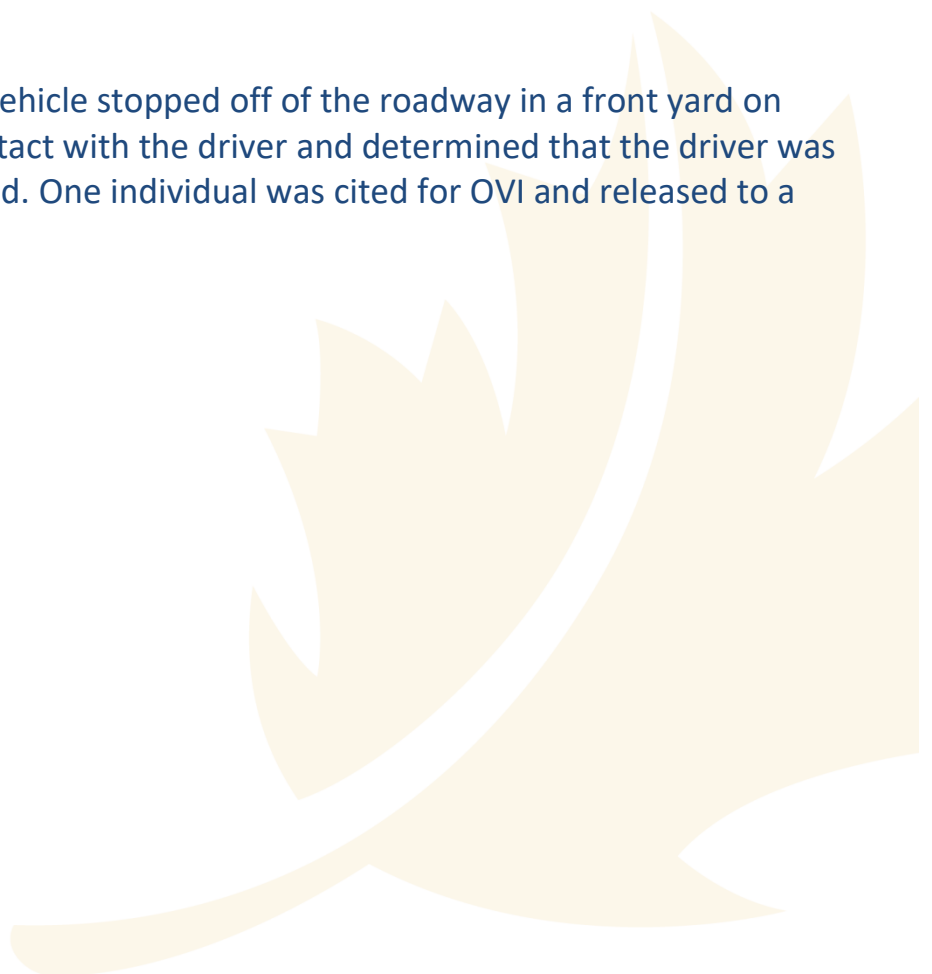 ehicle stopped off of the roadway in a front yard on
tact with the driver and determined that the driver was
d. One individual was cited for OVI and released to a